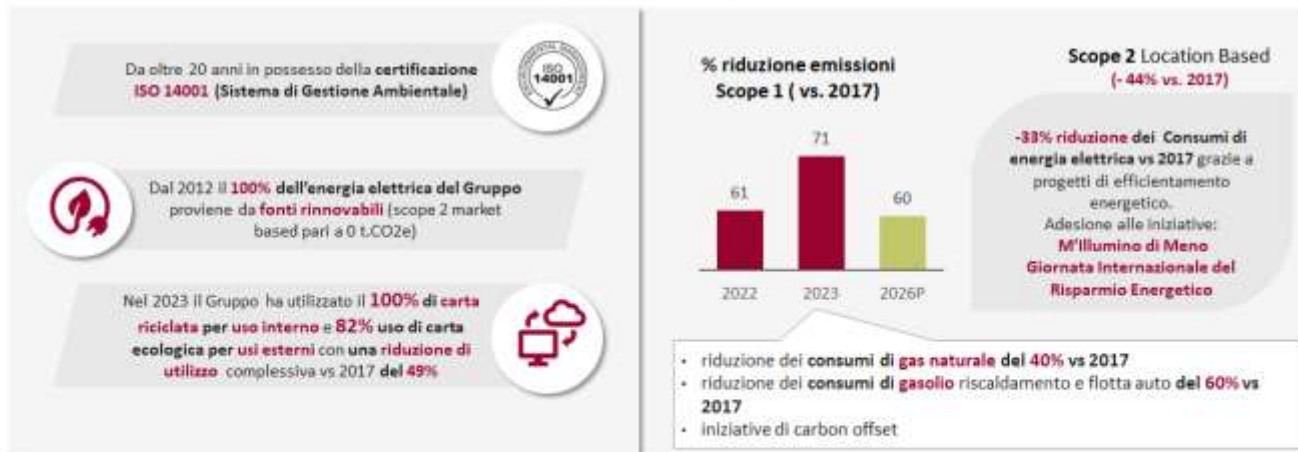 Da oltre 20 anni in possesso della certificazione
ISO 14001 (Sistema di Gestione Ambientale)
ISO
14001
Dal 2012 il 100% dell'energia elettrica del Gruppo
proviene da fonti rinnovabili (scope 2 market
based pari a 0 t.CO2e)
Nel 2023 il Gruppo ha utilizzato il 100% di carta
riciclata per uso interno e 82% uso di carta
ecologica per usi esterni con una riduzione di
utilizzo complessiva vs 2017 del 49%
% riduzione emissioni
Scope 1 ( vs. 2017)
61
71
60
2022
2023
2026P
Scope 2 Location Based
(- 44% vs. 2017)
-33% riduzione dei Consumi di
energia elettrica vs 2017 grazie a
progetti di efficientamento
energetico.
Adesione alle iniziative:
M'Illumino di Meno
Giornata Internazionale del
Risparmio Energetico
• riduzione dei consumi di gas naturale del 40% vs 2017
• riduzione dei consumi di gasolio riscaldamento e flotta auto del 60% vs
2017
• iniziative di carbon offset